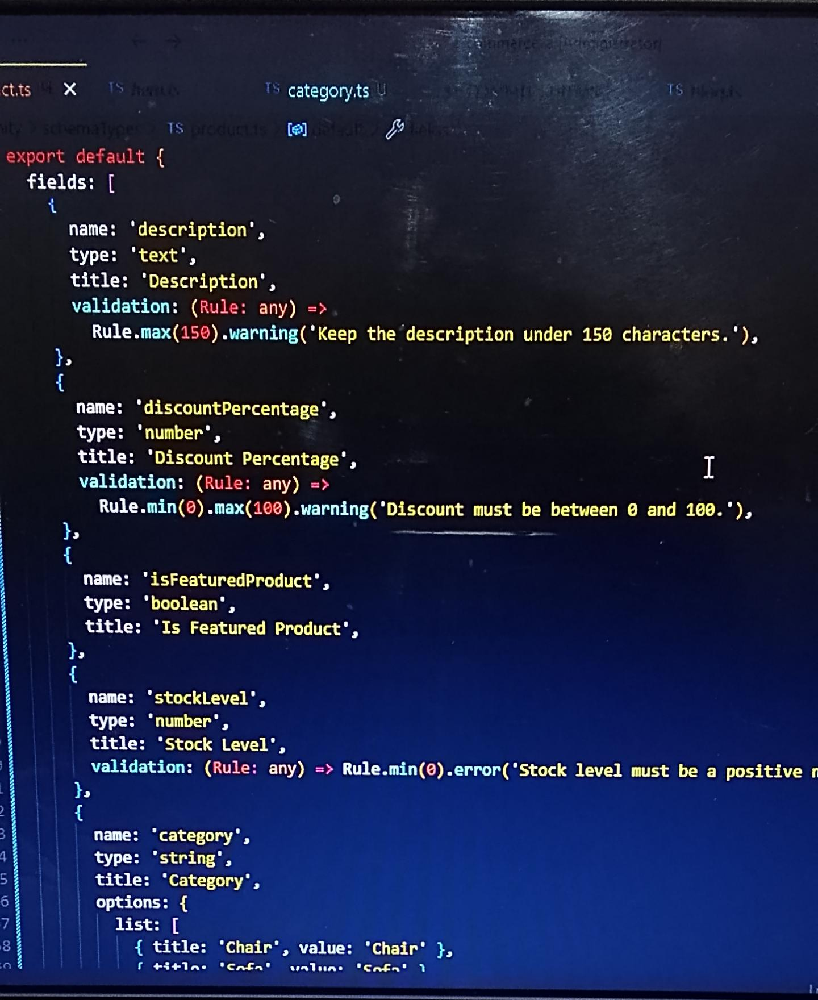 ct.ts TS TS category.ts U TS
schemaTypes TS product.ts
export default {
fields: [
{
name: 'description',
type: 'text',
title: 'Description',
validation: (Rule: any) =>
Rule.max(150).warning('Keep the description under 150 characters.'),
},
{
name: 'discountPercentage',
type: 'number',
title: 'Discount Percentage',
validation: (Rule: any) =>
Rule.min(0).max(100).warning('Discount must be between 0 and 100.'),
},
{
name: 'isFeaturedProduct',
type: 'boolean',
title: 'Is Featured Product',
},
{
name: 'stockLevel',
type: 'number',
title: 'Stock Level',
validation: (Rule: any) => Rule.min(0).error('Stock level must be a positive n
},
{
name: 'category',
type: 'string',
title: 'Category',
options: {
list: [
{ title: 'Chair', value: 'Chair' },
{ title: 'Sofa', value: 'Sofa' }